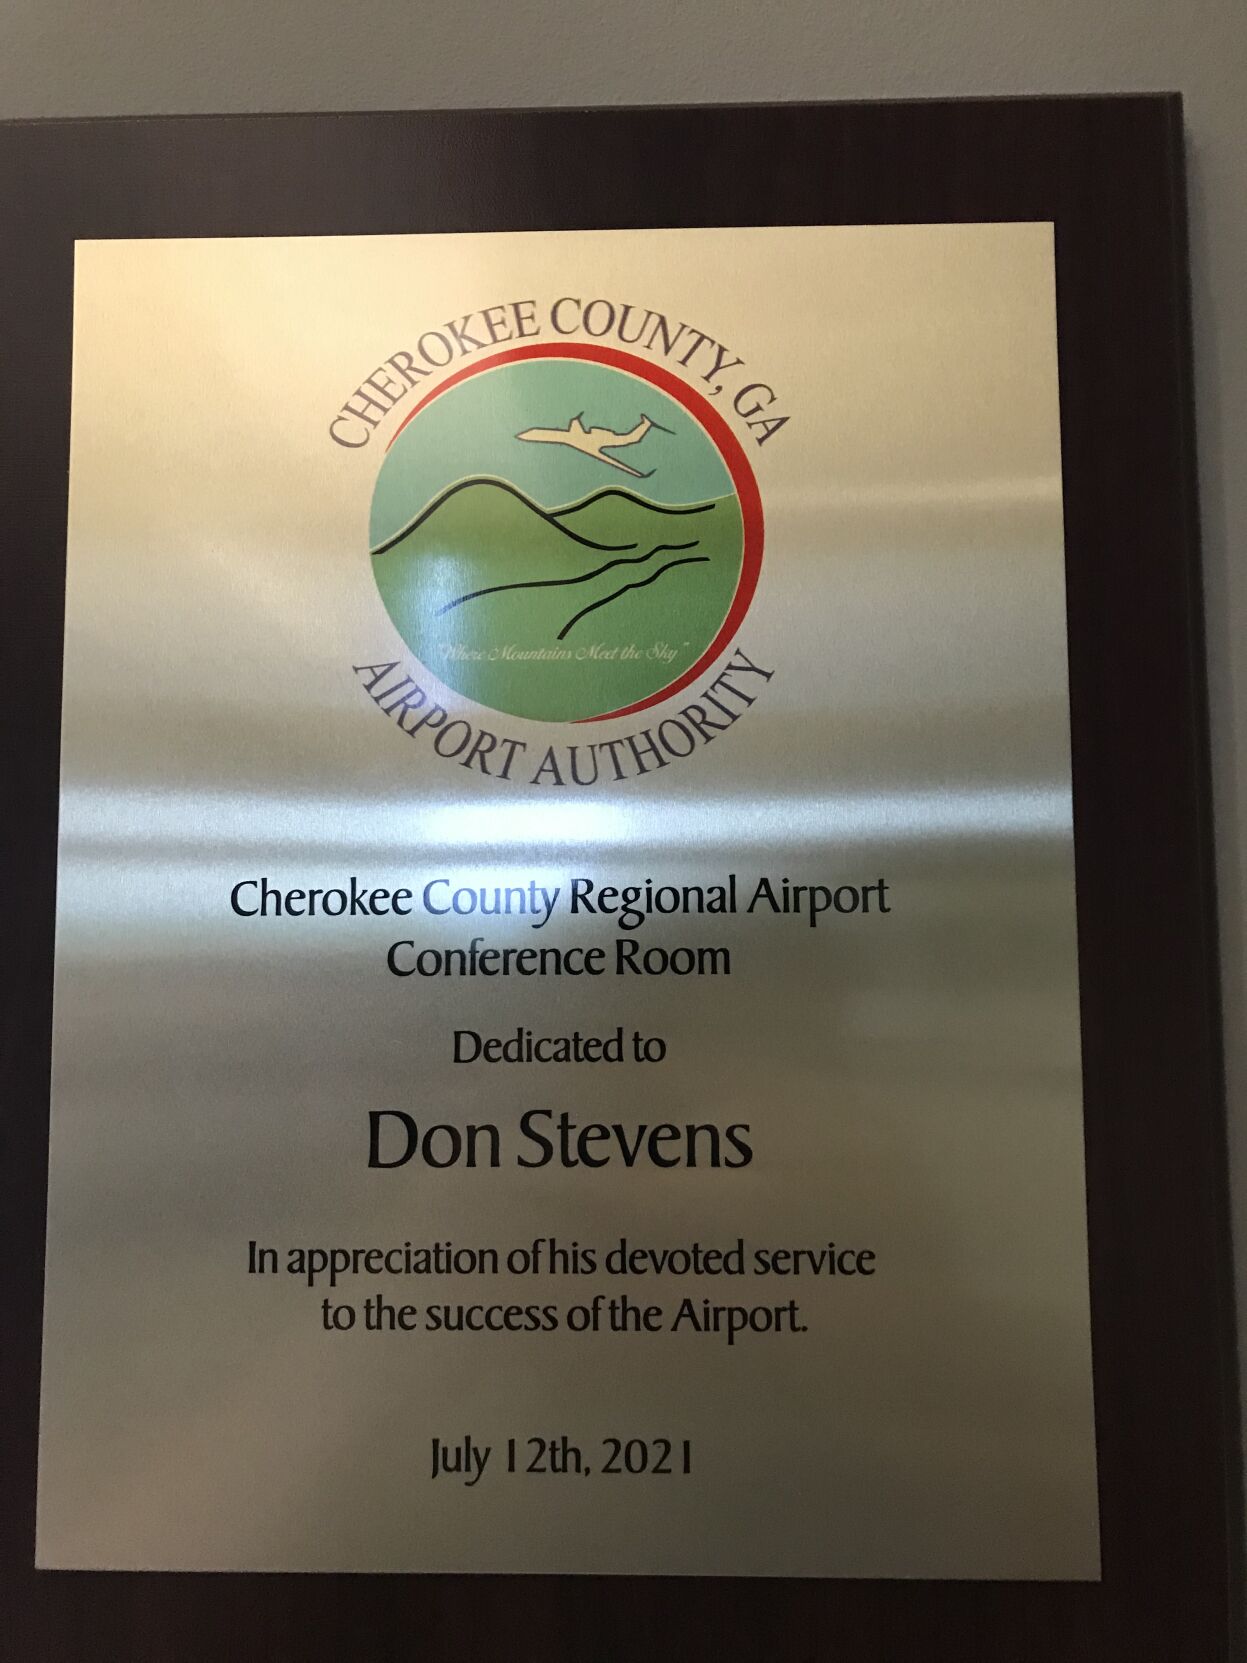 CHEROKEE COUNTY, GA
"Where Mountains Meet the Sky"
AIRPORT AUTHORITY
Cherokee County Regional Airport
Conference Room
Dedicated to
Don Stevens
In appreciation of his devoted service
to the success of the Airport.
July 12th, 2021